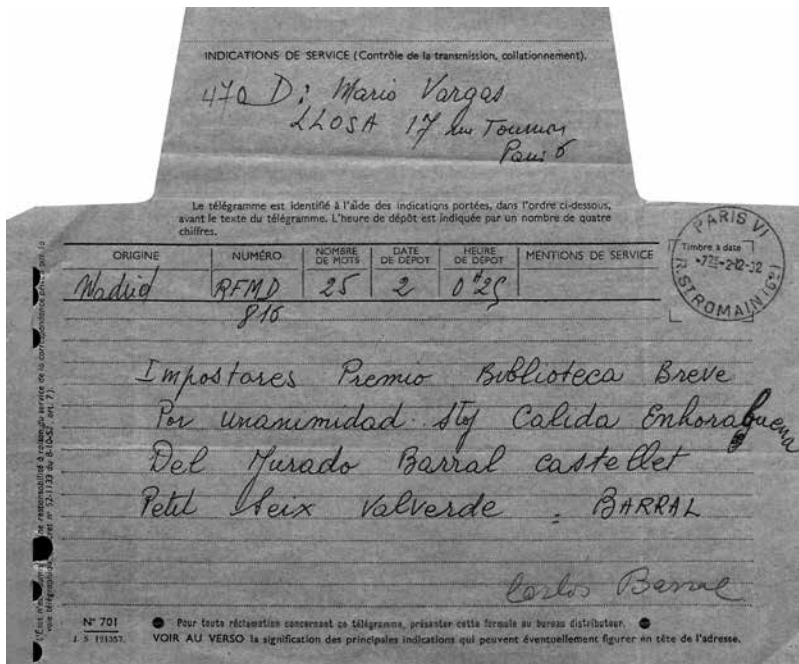 INDICATIONS DE SERVICE (Contrôle de la transmission, collationnement).
470 D: Mario Vargas
LLOSA 17 rue Tournon
Paris 6
Le télégramme est identifié à l'aide des indications portées, dans l'ordre ci-dessous,
avant le texte du télégramme. L'heure de dépôt est indiquée par un nombre de quatre
chiffres.
ORIGINE NUMÉRO NOMBRE DE MOTS DATE DE DÉPOT HEURE DE DÉPOT MENTIONS DE SERVICE
Madrid RFMD 25 2 0H25
816
PARIS VI
Timbre à date
R. ST ROMAIN (6e)
Impostores Premio Biblioteca Breve
Por unanimidad Stop Calida Enhorabuena
Del Jurado Barral Castellet
Petit Seix Valverde = BARRAL
Carlos Barral
N° 701
Pour toute réclamation concernant ce télégramme, présenter cette formule au bureau distributeur.
VOIR AU VERSO la signification des principales indications qui peuvent éventuellement figurer en tête de l'adresse.